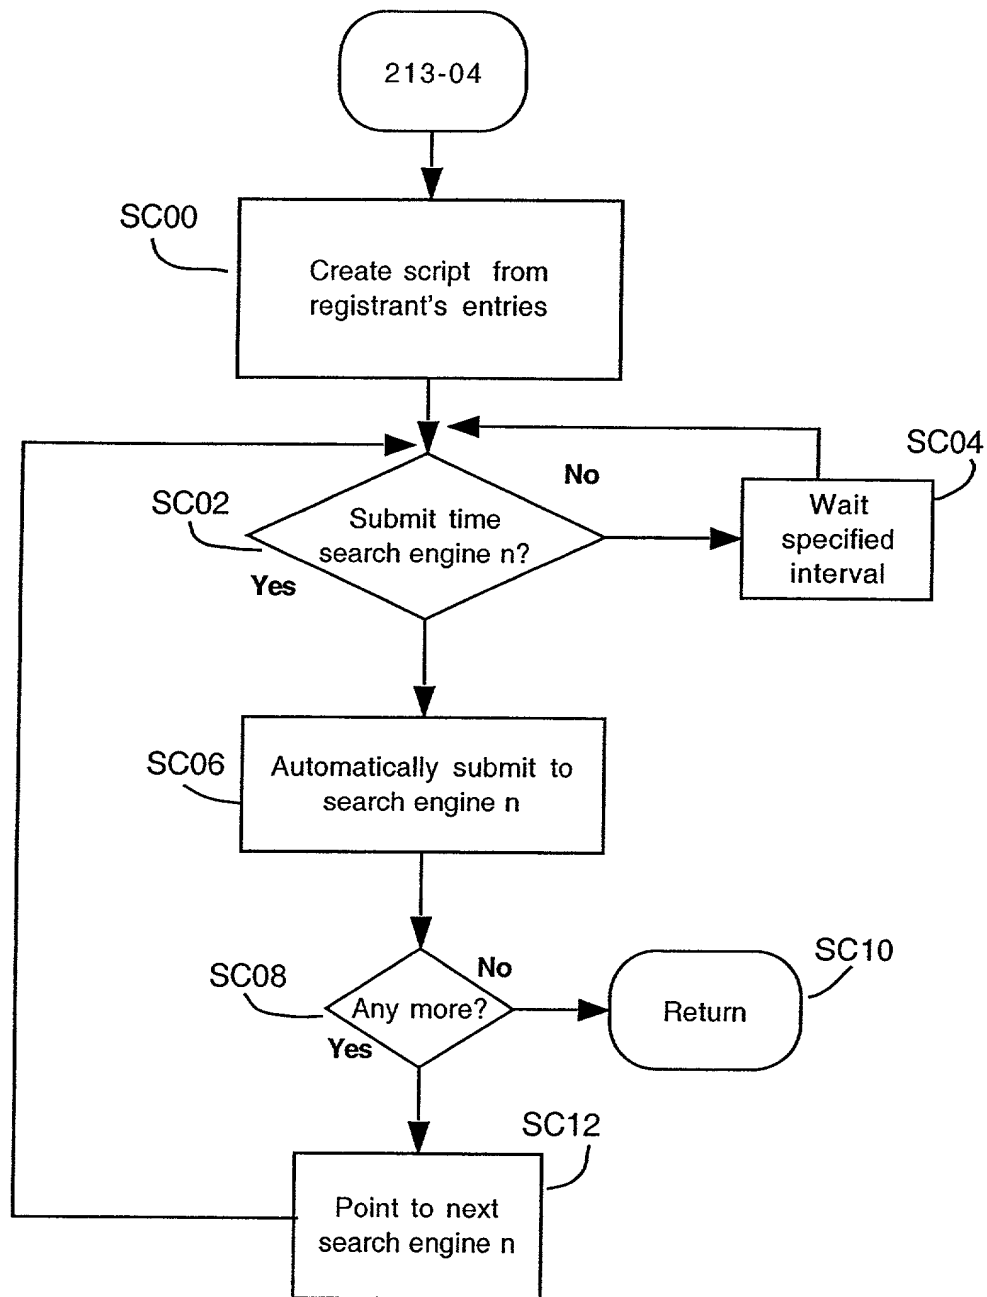 213-04
SC00
Create script from
registrant's entries
SC04
No
SC02
Submit time
search engine n?
Wait
specified
interval
Yes
SC06
Automatically submit to
search engine n
SC08
No
SC10
Any more?
Return
Yes
SC12
Point to next
search engine n